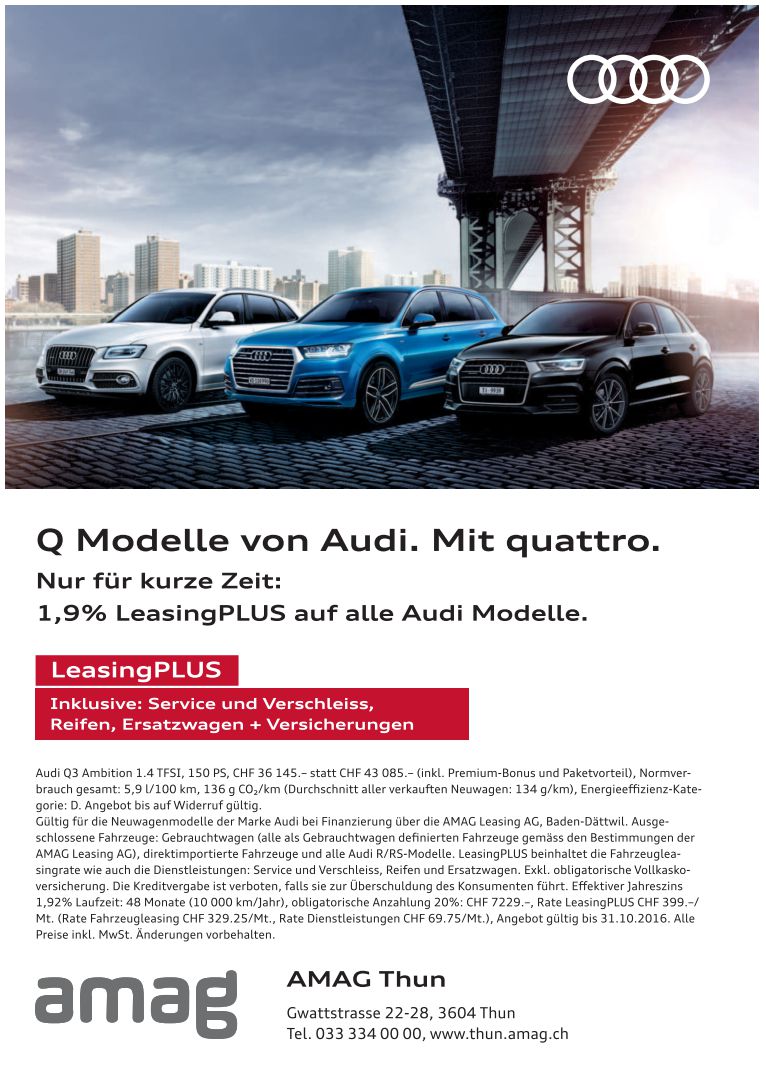 Q Modelle von Audi. Mit quattro.
Nur für kurze Zeit:
1,9% LeasingPLUS auf alle Audi Modelle.
LeasingPLUS
Inklusive: Service und Verschleiss,
Reifen, Ersatzwagen + Versicherungen
Audi Q3 Ambition 1.4 TFSI, 150 PS, CHF 36 145.– statt CHF 43 085.– (inkl. Premium-Bonus und Paketvorteil), Normver-
brauch gesamt: 5,9 l/100 km, 136 g CO₂/km (Durchschnitt aller verkauften Neuwagen: 134 g/km), Energieeffizienz-Kate-
gorie: D. Angebot bis auf Widerruf gültig.
Gültig für die Neuwagenmodelle der Marke Audi bei Finanzierung über die AMAG Leasing AG, Baden-Dättwil. Ausge-
schlossene Fahrzeuge: Gebrauchtwagen (alle als Gebrauchtwagen definierten Fahrzeuge gemäss den Bestimmungen der
AMAG Leasing AG), direktimportierte Fahrzeuge und alle Audi R/RS-Modelle. LeasingPLUS beinhaltet die Fahrzeuglea-
singrate wie auch die Dienstleistungen: Service und Verschleiss, Reifen und Ersatzwagen. Exkl. obligatorische Vollkasko-
versicherung. Die Kreditvergabe ist verboten, falls sie zur Überschuldung des Konsumenten führt. Effektiver Jahreszins
1,92% Laufzeit: 48 Monate (10 000 km/Jahr), obligatorische Anzahlung 20%: CHF 7229.–, Rate LeasingPLUS CHF 399.–/
Mt. (Rate Fahrzeugleasing CHF 329.25/Mt., Rate Dienstleistungen CHF 69.75/Mt.), Angebot gültig bis 31.10.2016. Alle
Preise inkl. MwSt. Änderungen vorbehalten.
amag
AMAG Thun
Gwattstrasse 22-28, 3604 Thun
Tel. 033 334 00 00, www.thun.amag.ch